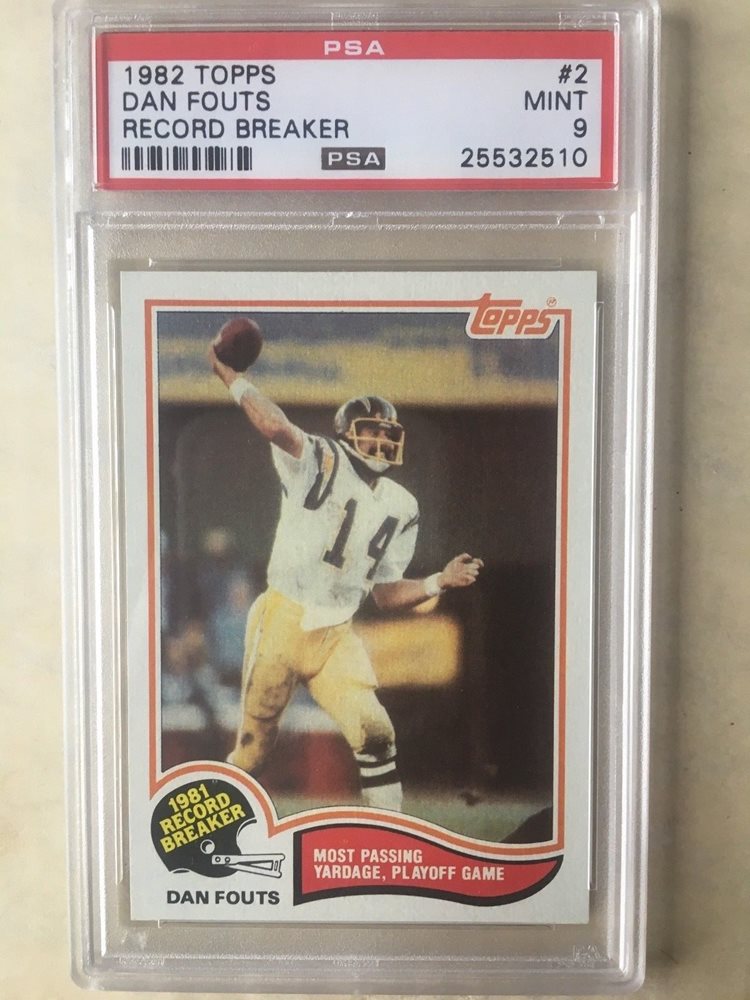 PSA
1982 TOPPS #2
DAN FOUTS MINT
RECORD BREAKER 9
PSA 25532510
Topps®
14
1981
RECORD
BREAKER
DAN FOUTS
MOST PASSING
YARDAGE, PLAYOFF GAME